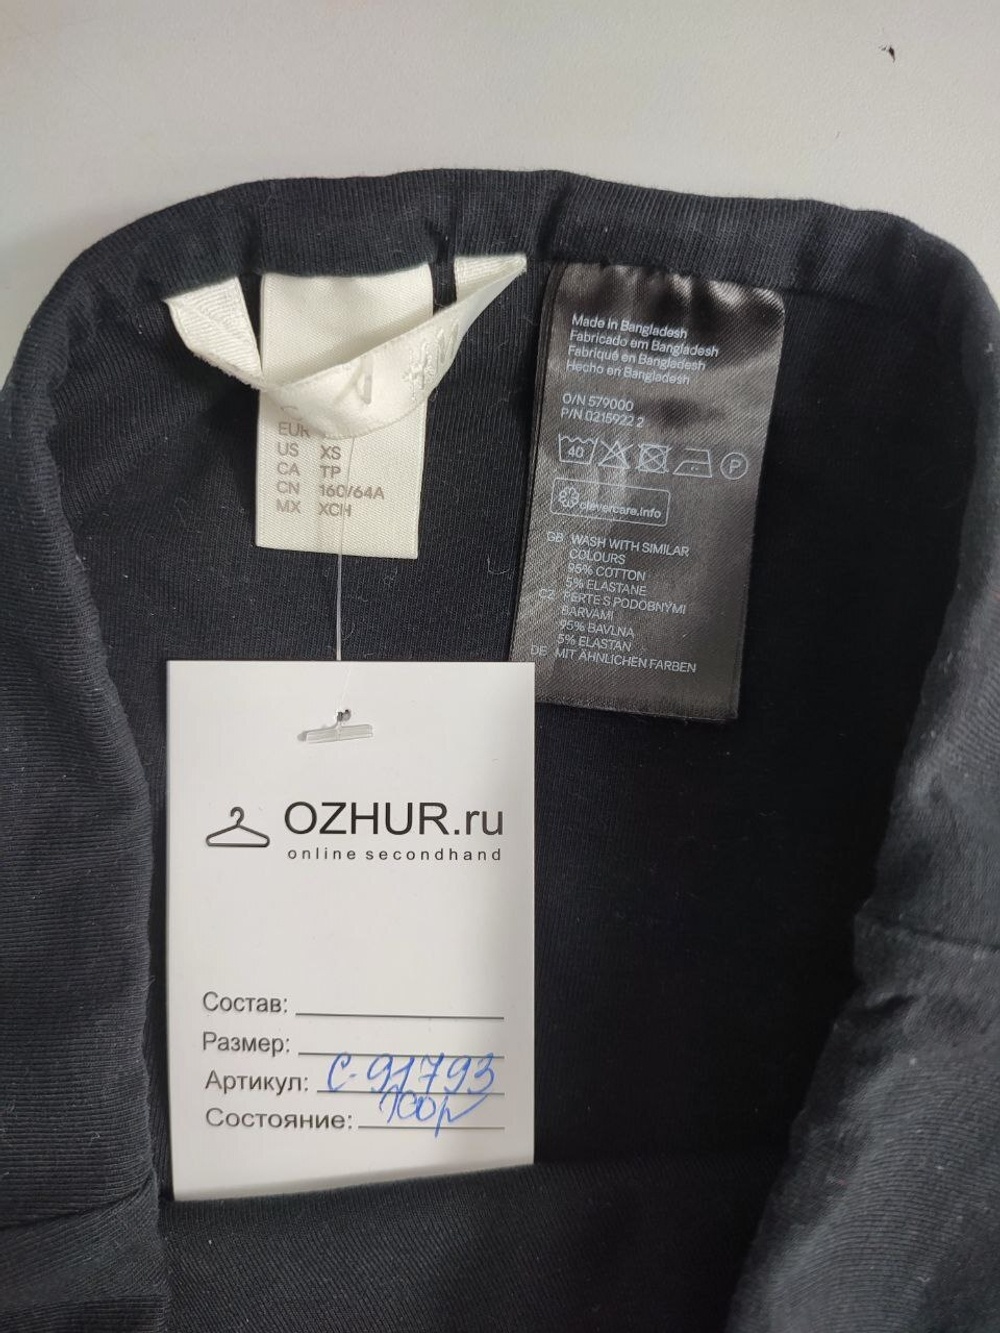 EUR
US XS
CA TP
CN 160/64A
MX XCH
Made in Bangladesh
Fabricado em Bangladesh
Fabriqué en Bangladesh
Hecho en Bangladesh
O/N 579000
P/N 0215922 2
40
P
clevercare.info
GB WASH WITH SIMILAR
COLOURS
95% COTTON
5% ELASTANE
CZ PERTE S PODOBNÝMI
BARVAMI
95% BAVLNA
5% ELASTAN
DE MIT ÄHNLICHEN FARBEN
OZHUR.ru
online secondhand
Состав:
Размер:
Артикул: С-91793
Состояние: